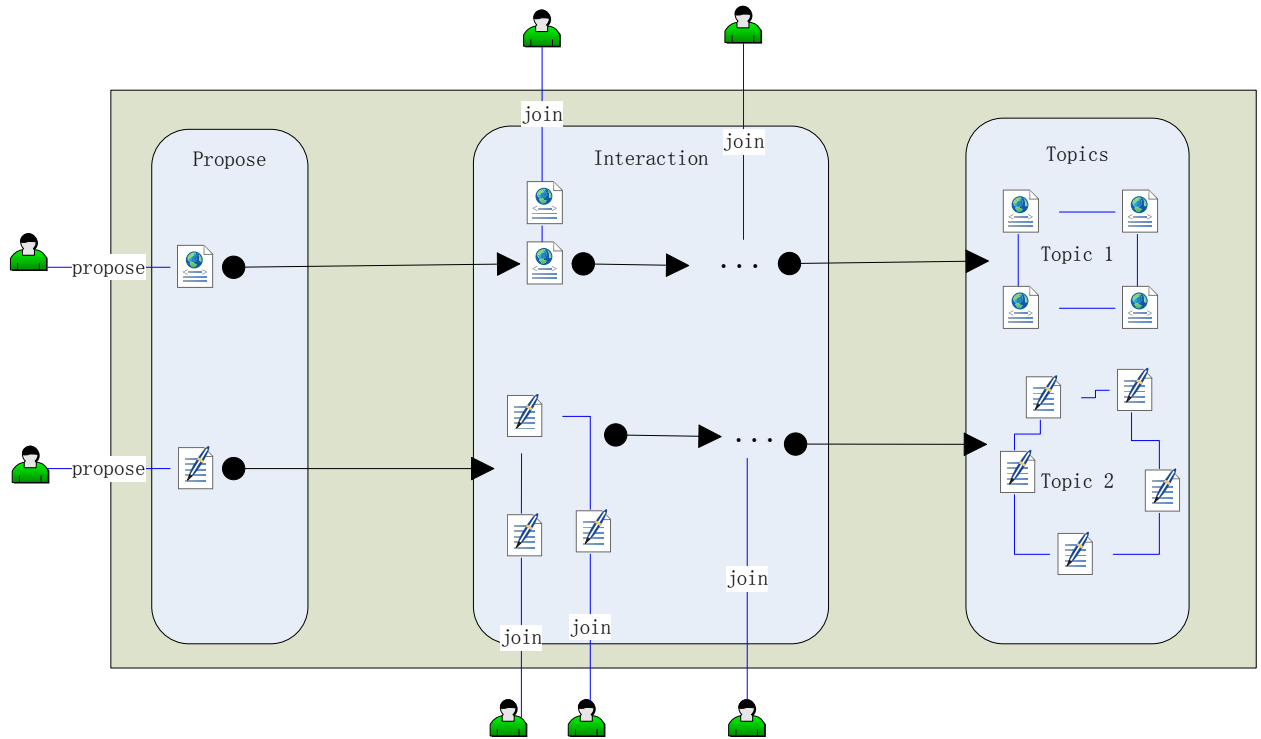 join
join
Propose
Interaction
Topics
propose
...
Topic 1
propose
...
Topic 2
join
join
join